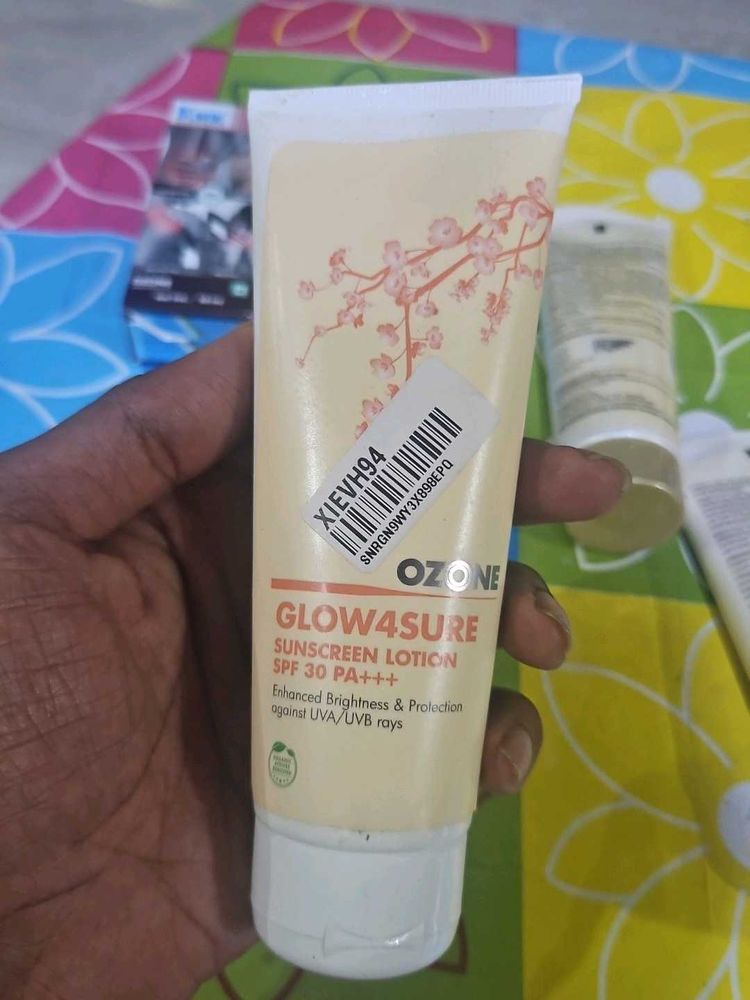 XIEVH94
SNRGN9WY3X898EPQ
OZONE
GLOW4SURE
SUNSCREEN LOTION
SPF 30 PA+++
Enhanced Brightness & Protection
against UVA/UVB rays